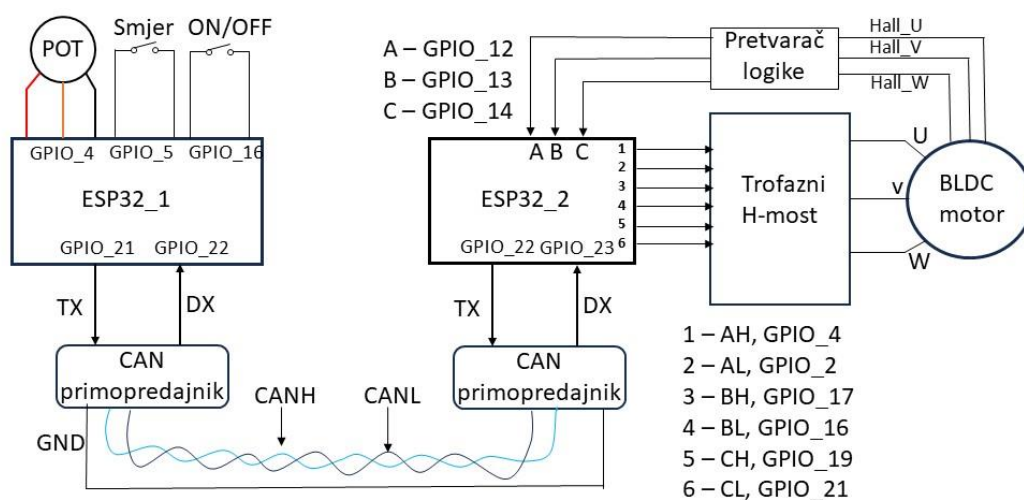 POT
Smjer
ON/OFF
GPIO_4
GPIO_5
GPIO_16
ESP32_1
GPIO_21
GPIO_22
TX
DX
CAN
primopredajnik
GND
CANH
CANL
A – GPIO_12
B – GPIO_13
C – GPIO_14
A B C
ESP32_2
1
2
3
4
5
6
GPIO_22
GPIO_23
TX
DX
CAN
primopredajnik
Pretvarač
logike
Hall_U
Hall_V
Hall_W
Trofazni
H-most
U
V
W
BLDC
motor
1 – AH, GPIO_4
2 – AL, GPIO_2
3 – BH, GPIO_17
4 – BL, GPIO_16
5 – CH, GPIO_19
6 – CL, GPIO_21